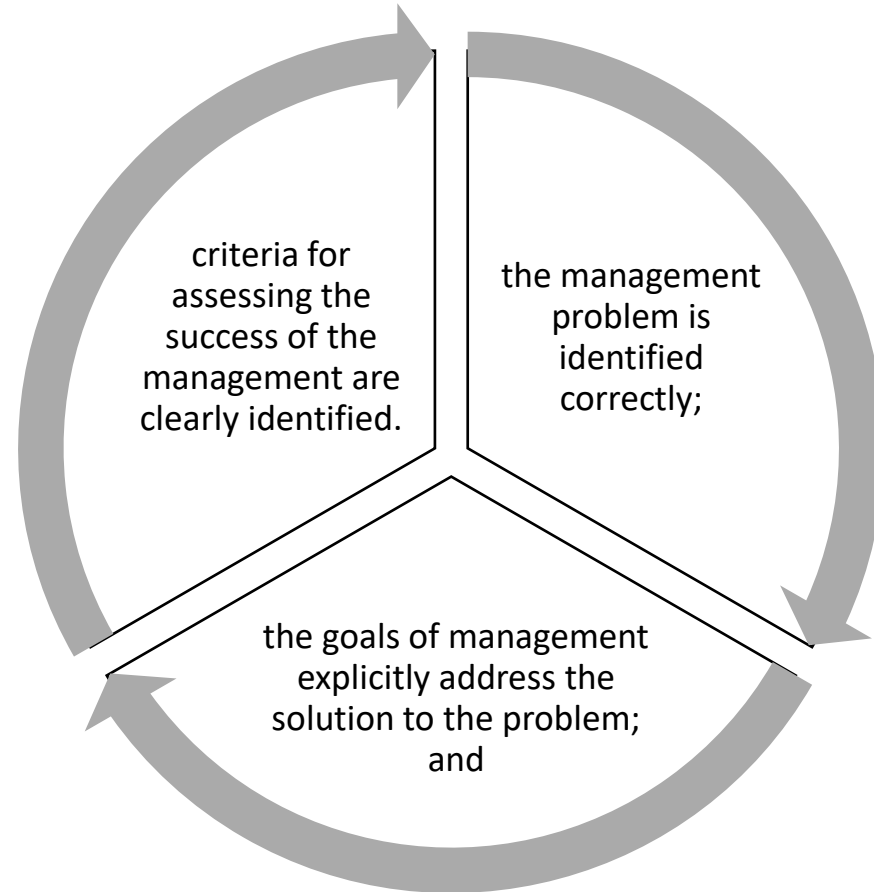 the management
problem is
identified
correctly;
the goals of management
explicitly address the
solution to the problem;
and
criteria for
assessing the
success of the
management are
clearly identified.